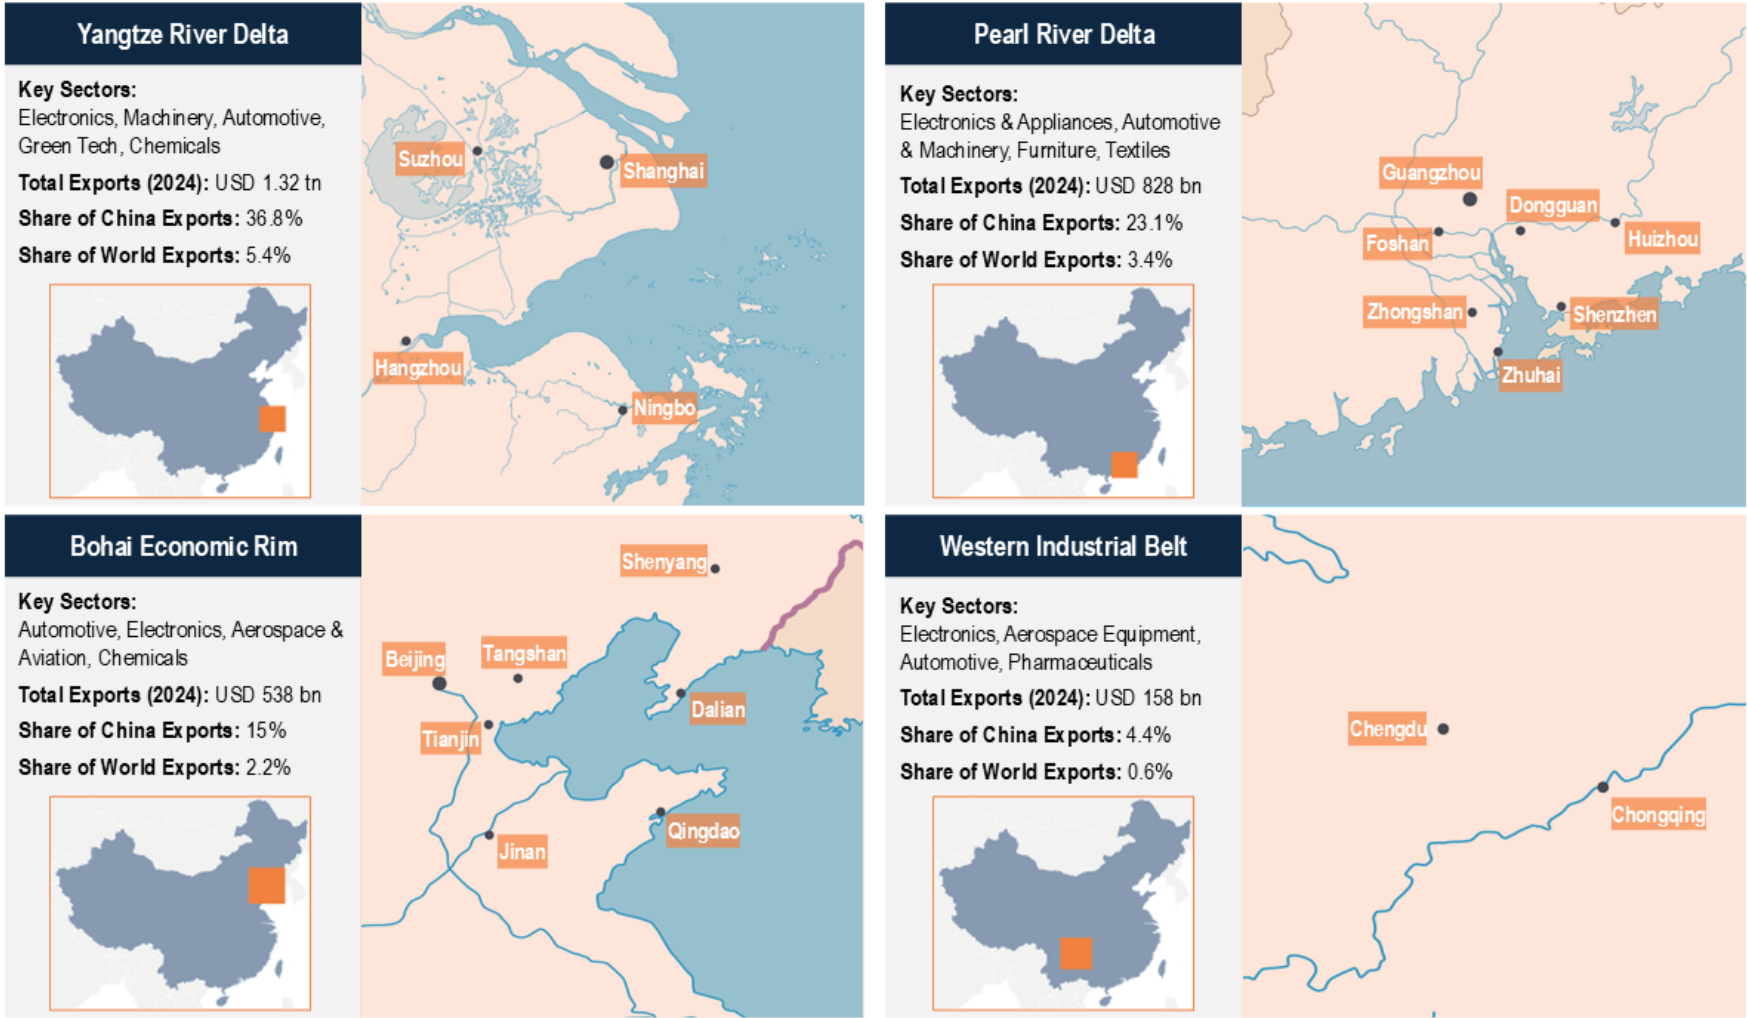 Yangtze River Delta
Key Sectors:
Electronics, Machinery, Automotive,
Green Tech, Chemicals
Total Exports (2024): USD 1.32 tn
Share of China Exports: 36.8%
Share of World Exports: 5.4%
Suzhou
Shanghai
Hangzhou
Ningbo
Pearl River Delta
Key Sectors:
Electronics & Appliances, Automotive
& Machinery, Furniture, Textiles
Total Exports (2024): USD 828 bn
Share of China Exports: 23.1%
Share of World Exports: 3.4%
Guangzhou
Dongguan
Foshan
Huizhou
Zhongshan
Shenzhen
Zhuhai
Bohai Economic Rim
Key Sectors:
Automotive, Electronics, Aerospace &
Aviation, Chemicals
Total Exports (2024): USD 538 bn
Share of China Exports: 15%
Share of World Exports: 2.2%
Shenyang
Beijing
Tangshan
Dalian
Tianjin
Qingdao
Jinan
Western Industrial Belt
Key Sectors:
Electronics, Aerospace Equipment,
Automotive, Pharmaceuticals
Total Exports (2024): USD 158 bn
Share of China Exports: 4.4%
Share of World Exports: 0.6%
Chengdu
Chongqing